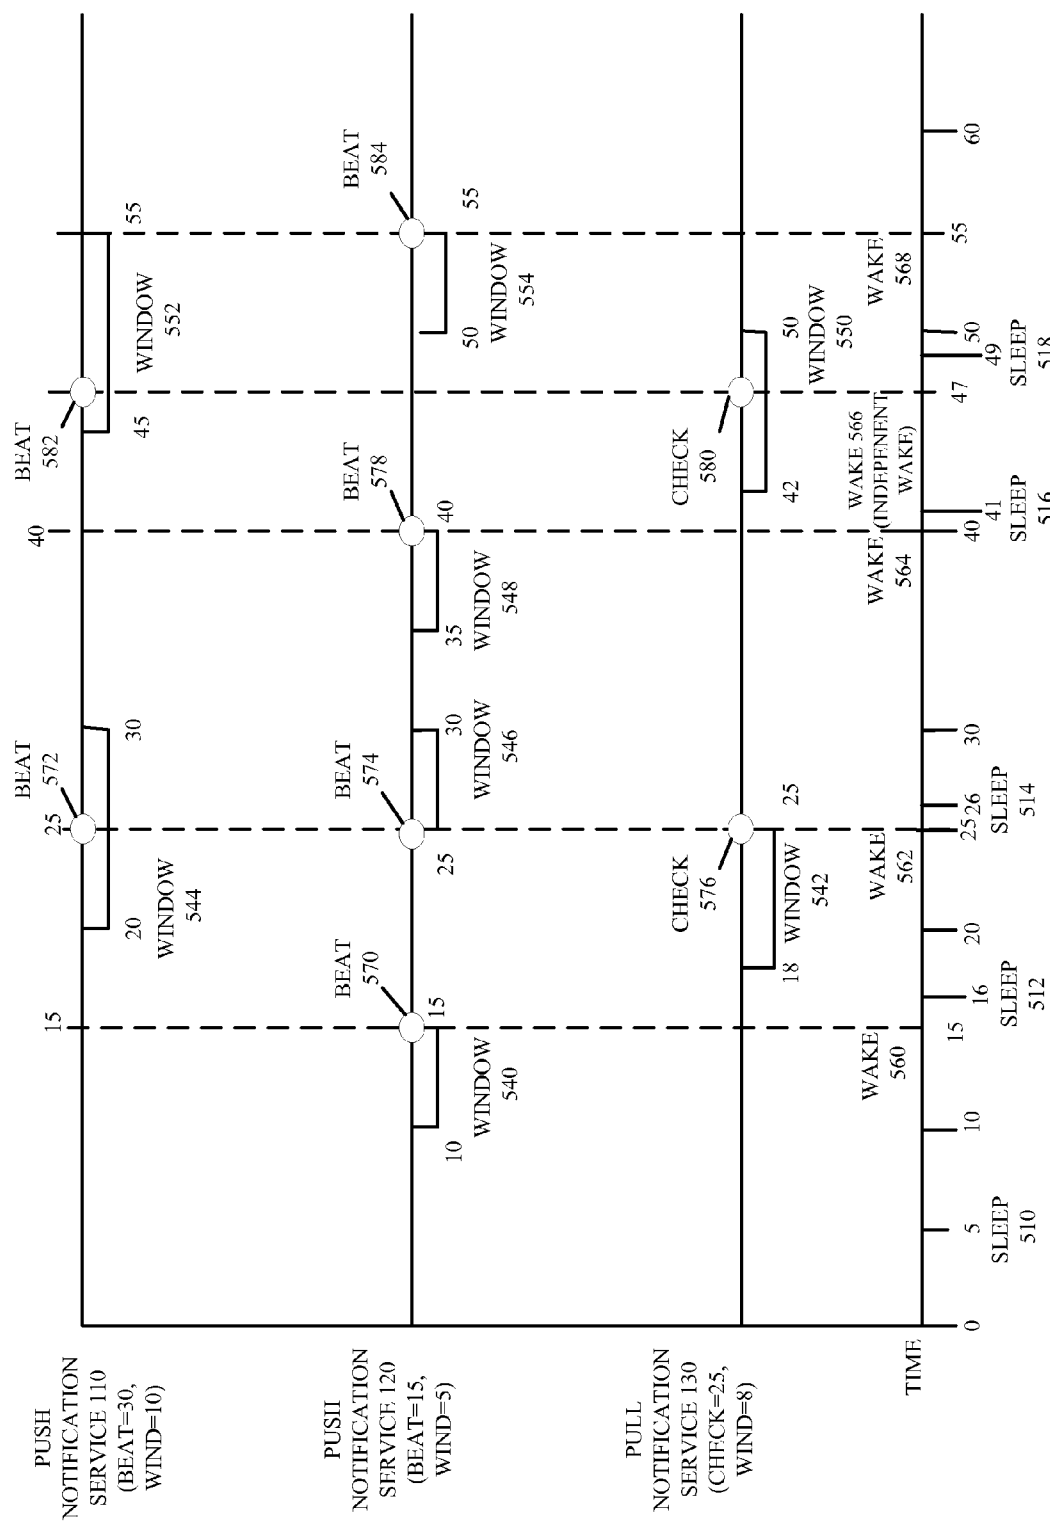 PUSH
NOTIFICATION
SERVICE 110
(BEAT=30,
WIND=10)
15
20
WINDOW
544
25
BEAT
572
30
40
BEAT
582
45
WINDOW
552
55
PUSII
NOTIFICATION
SERVICE 120
(BEAT=15,
WIND=5)
10
WINDOW
540
BEAT
570
15
25
BEAT
574
30
WINDOW
546
35
WINDOW
548
BEAT
578
40
50
WINDOW
554
BEAT
584
55
PULL
NOTIFICATION
SERVICE 130
(CHECK=25,
WIND=8)
18
WINDOW
542
CHECK
576
25
42
CHECK
580
50
WINDOW
550
WAKE
560
WAKE
562
WAKE
564
WAKE 566
(INDEPENENT
WAKE)
WAKE
568
TIME
0
5
10
15
16
20
25
26
30
40
41
47
49
50
55
60
SLEEP
510
SLEEP
512
SLEEP
514
SLEEP
516
SLEEP
518